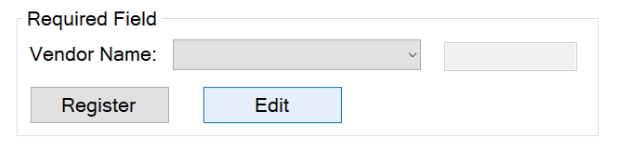 Required Field
Vendor Name:
Register Edit